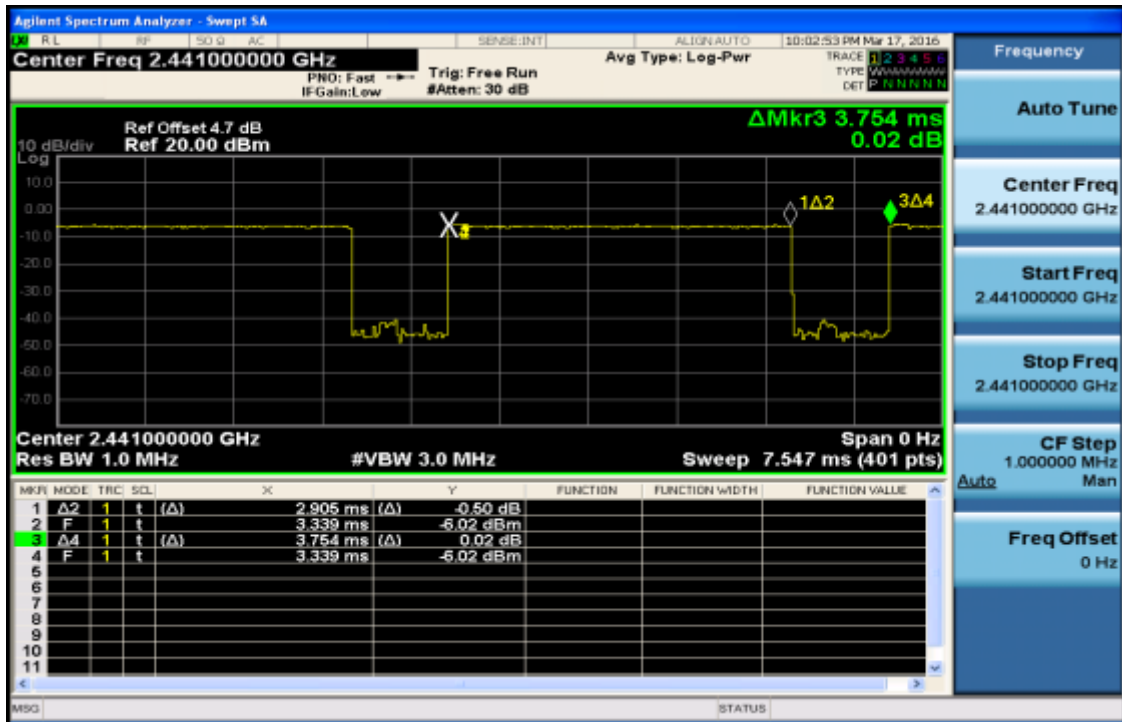 Agilent Spectrum Analyzer - Swept SA
RL RF 50 Ω AC SENSE:INT ALIGN AUTO 10:02:53 PM Mar 17, 2016
Center Freq 2.441000000 GHz
PNO: Fast
IFGain:Low
Trig: Free Run
#Atten: 30 dB
Avg Type: Log-Pwr
TRACE 1 2 3 4 5 6
TYPE
DET P N N N N N
ΔMkr3 3.754 ms
0.02 dB
Ref Offset 4.7 dB
10 dB/div Ref 20.00 dBm
Log
10.0
0.00
-10.0
-20.0
-30.0
-40.0
-50.0
-60.0
-70.0
1Δ2
3Δ4
X
Center 2.441000000 GHz Span 0 Hz
Res BW 1.0 MHz #VBW 3.0 MHz Sweep 7.547 ms (401 pts)
MKR MODE TRC SCL X Y FUNCTION FUNCTION WIDTH FUNCTION VALUE
1 Δ2 1 t (Δ) 2.905 ms (Δ) -0.50 dB
2 F 1 t 3.339 ms -6.02 dBm
3 Δ4 1 t (Δ) 3.754 ms (Δ) 0.02 dB
4 F 1 t 3.339 ms -6.02 dBm
5
6
7
8
9
10
11
MSG STATUS
Frequency
Auto Tune
Center Freq
2.441000000 GHz
Start Freq
2.441000000 GHz
Stop Freq
2.441000000 GHz
CF Step
1.000000 MHz
Auto Man
Freq Offset
0 Hz